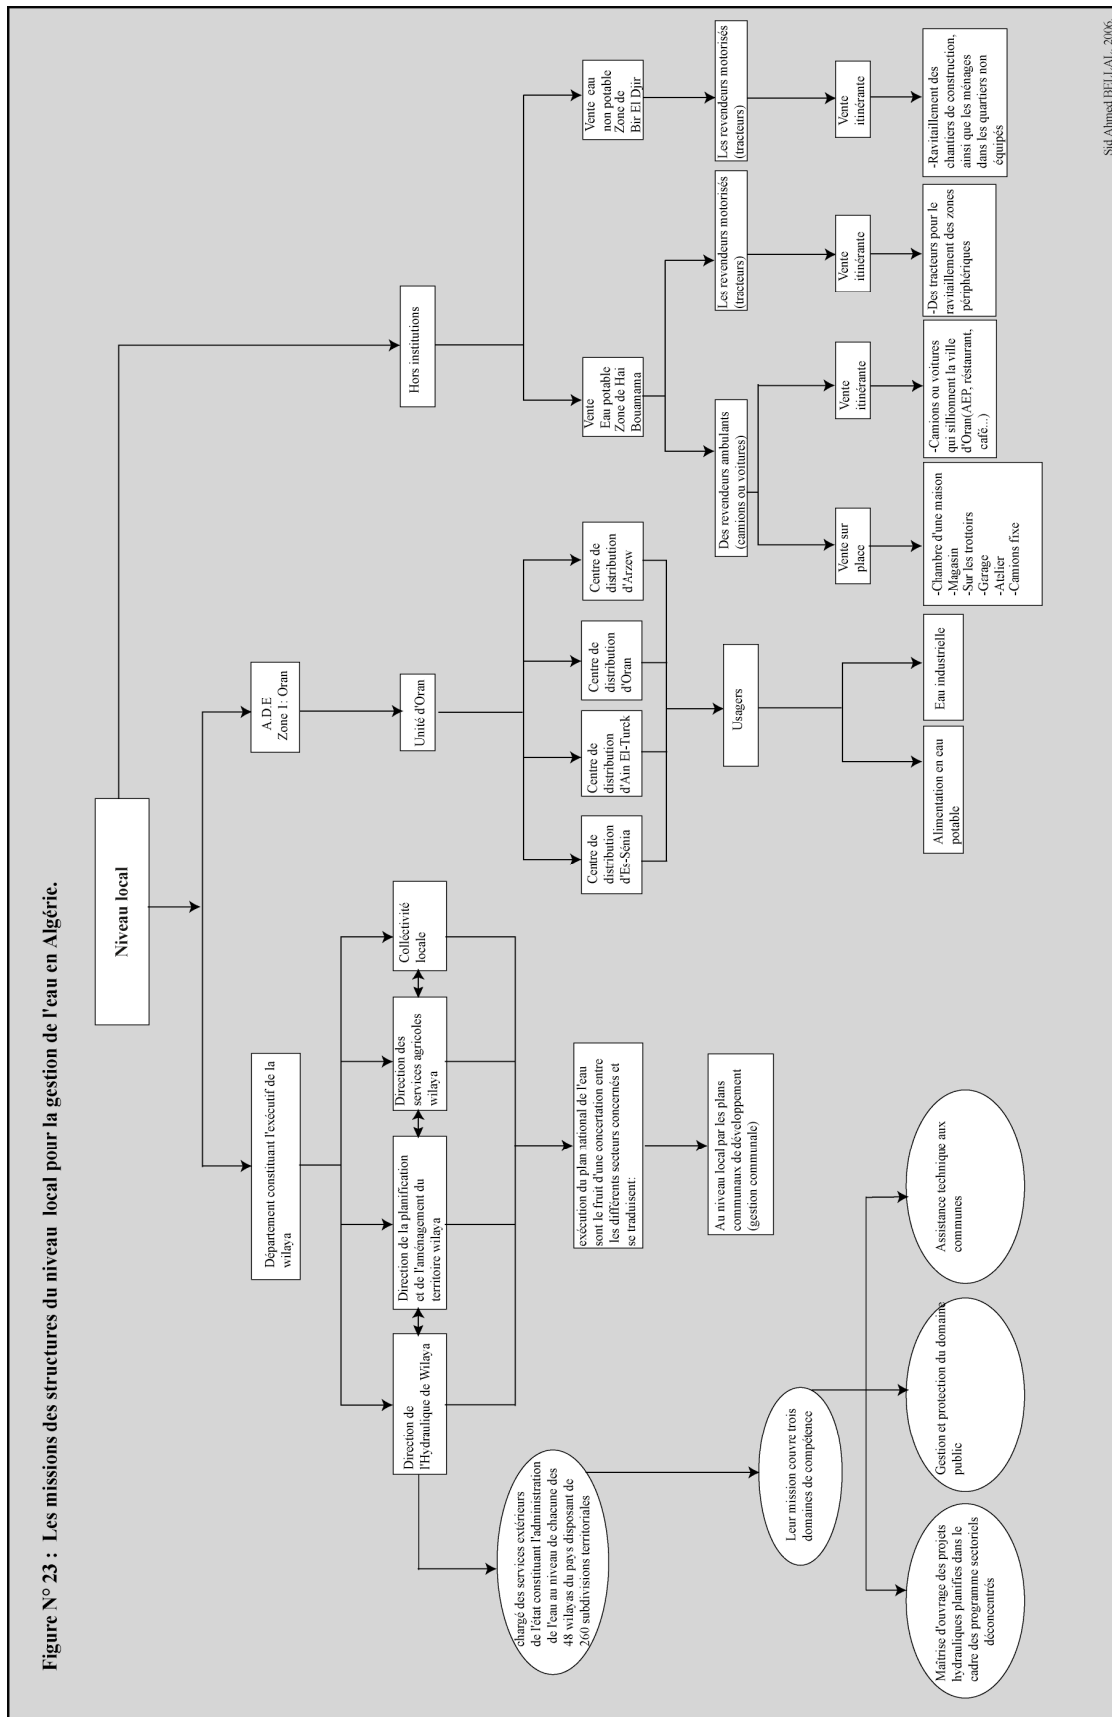 Figure N° 23 : Les missions des structures du niveau local pour la gestion de l'eau en Algérie.
Niveau local
Département constituant l'exécutif de la
wilaya
A.D.E
Zone 1 : Oran
Hors institutions
Direction de
l'Hydraulique de Wilaya
Direction de la planification
et de l'aménagement du
territoire wilaya
Direction des
services agricoles
wilaya
Colléctivité
locale
Unité d'Oran
chargé des services extérieurs
de l'état constituant l'administration
de l'eau au niveau de chacune des
48 wilayas du pays disposant de
260 subdivisions territoriales
exécution du plan national de l'eau
sont le fruit d'une concertation entre
les différents secteurs concernés et
se traduisent:
Centre de
distribution
d'Es-Sénia
Centre de
distribution
d'Ain El-Turck
Centre de
distribution
d'Oran
Centre de
distribution
d'Arzew
Vente
Eau potable
Zone de Hai
Bouamama
Vente eau
non potable
Zone de
Bir El Djir
Leur mission couvre trois
domaines de compétence
Au niveau local par les plans
communaux de développement
(gestion communale)
Usagers
Des revendeurs ambulants
(camions ou voitures)
Les revendeurs motorisés
(tracteurs)
Les revendeurs motorisés
(tracteurs)
Vente sur
place
Vente
itinérante
Vente
itinérante
Vente
itinérante
Maîtrise d'ouvrage des projets
hydrauliques planifies dans le
cadre des programme sectoriels
déconcentrés
Gestion et protection du domaine
public
Assistance technique aux
communes
Alimentation en eau
potable
Eau industrielle
-Chambre d'une maison
-Magasin
-Sur les trottoirs
-Gerage
-Atelier
-Camions fixe
-Camions ou voitures
qui sillionnent la ville
d'Oran(AEP, réstaurant,
café...)
-Des tracteurs pour le
ravitaillement des zones
périphériques
-Ravitaillement des
chantiers de construction,
ainsi que les ménages
dans les quartiers non
équipés
Sid Ahmed BELLAL, 2006.